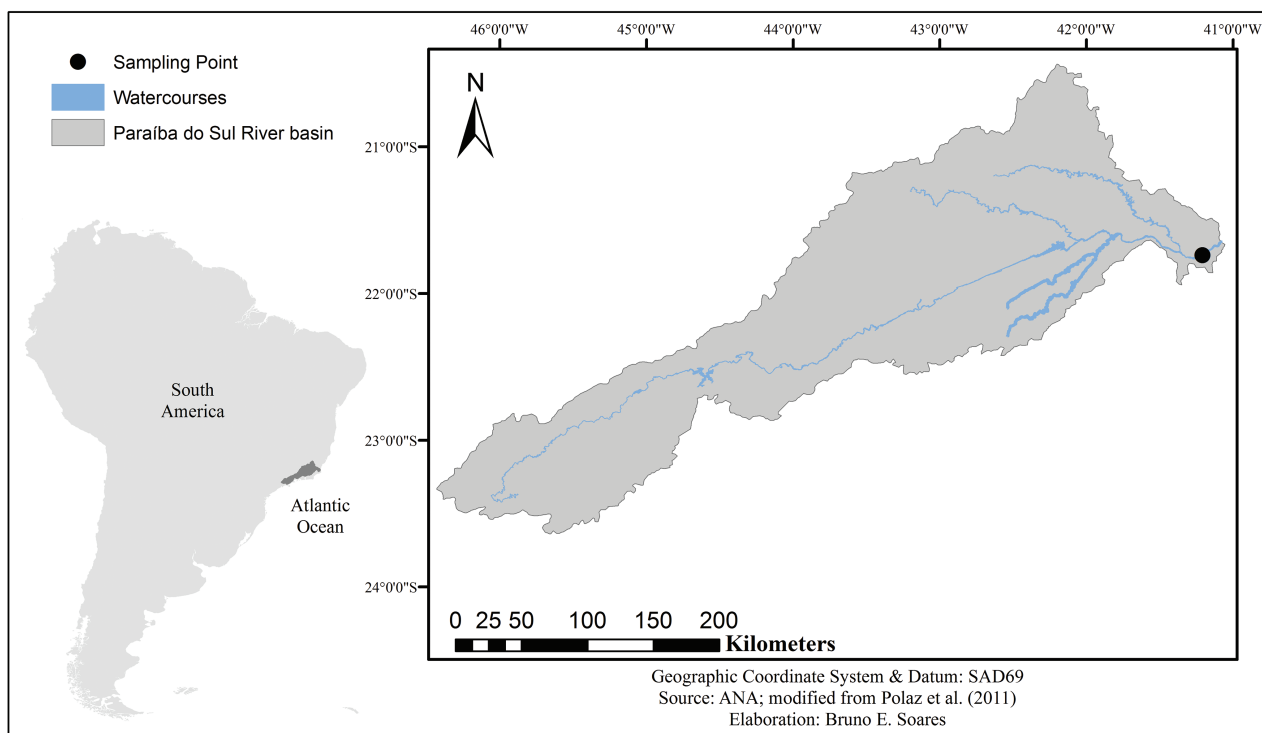 Sampling Point
Watercourses
Paraíba do Sul River basin
South
America
Atlantic
Ocean
46°0'0"W
45°0'0"W
44°0'0"W
43°0'0"W
42°0'0"W
41°0'0"W
N
21°0'0"S
22°0'0"S
23°0'0"S
24°0'0"S
0 25 50 100 150 200
Kilometers
Geographic Coordinate System & Datum: SAD69
Source: ANA; modified from Polaz et al. (2011)
Elaboration: Bruno E. Soares